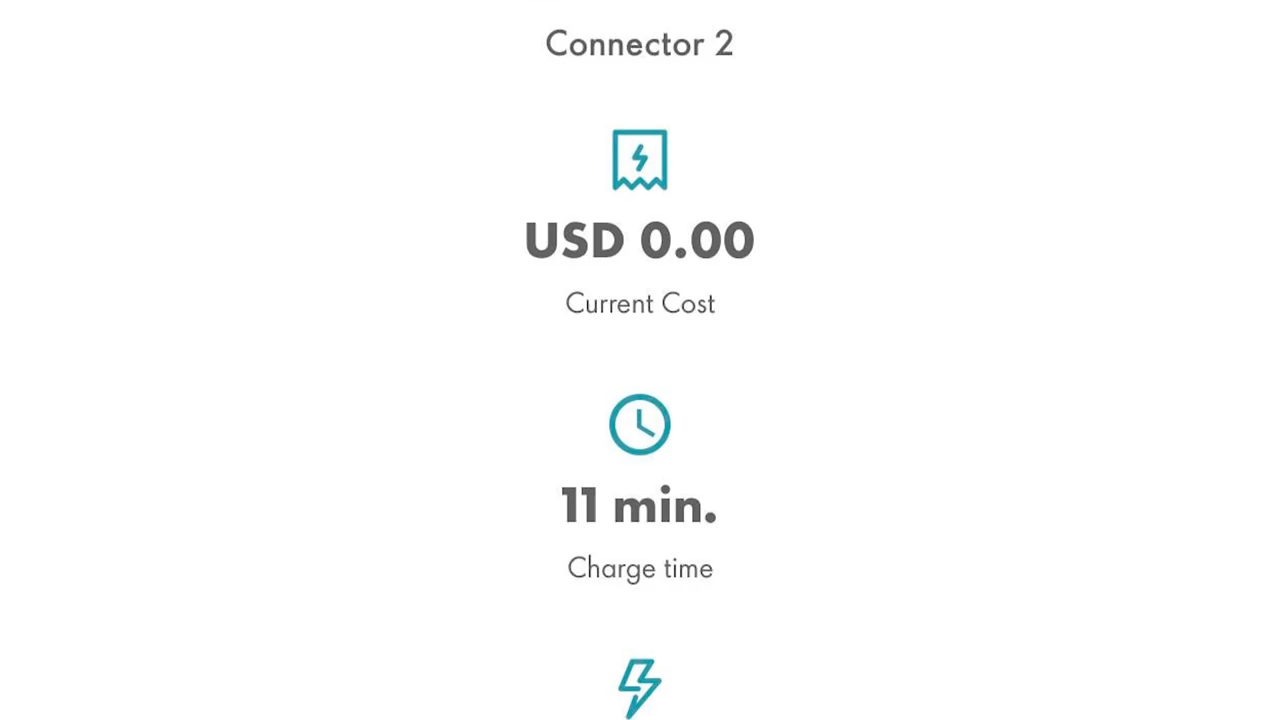 Connector 2
USD 0.00
Current Cost
11 min.
Charge time